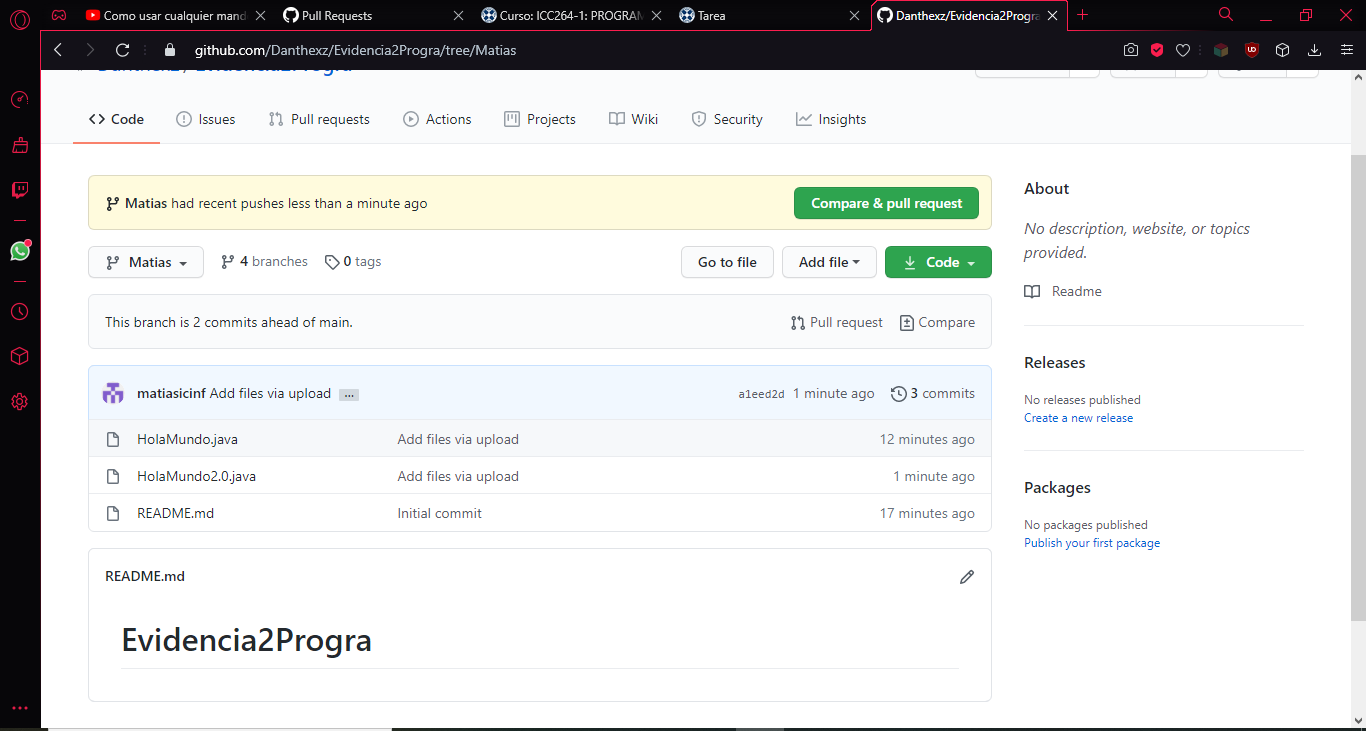 Como usar cualquier mand
Pull Requests
Curso: ICC264-1: PROGRAM
Tarea
Danthexz/Evidencia2Progra
github.com/Danthexz/Evidencia2Progra/tree/Matias
Danthexz / Evidencia2Progra
Code Issues Pull requests Actions Projects Wiki Security Insights
Matias had recent pushes less than a minute ago
Compare & pull request
Matias 4 branches 0 tags Go to file Add file Code
This branch is 2 commits ahead of main. Pull request Compare
matiasicinf Add files via upload ... a1eed2d 1 minute ago 3 commits
HolaMundo.java Add files via upload 12 minutes ago
HolaMundo2.0.java Add files via upload 1 minute ago
README.md Initial commit 17 minutes ago
README.md
Evidencia2Progra
About
No description, website, or topics
provided.
Readme
Releases
No releases published
Create a new release
Packages
No packages published
Publish your first package